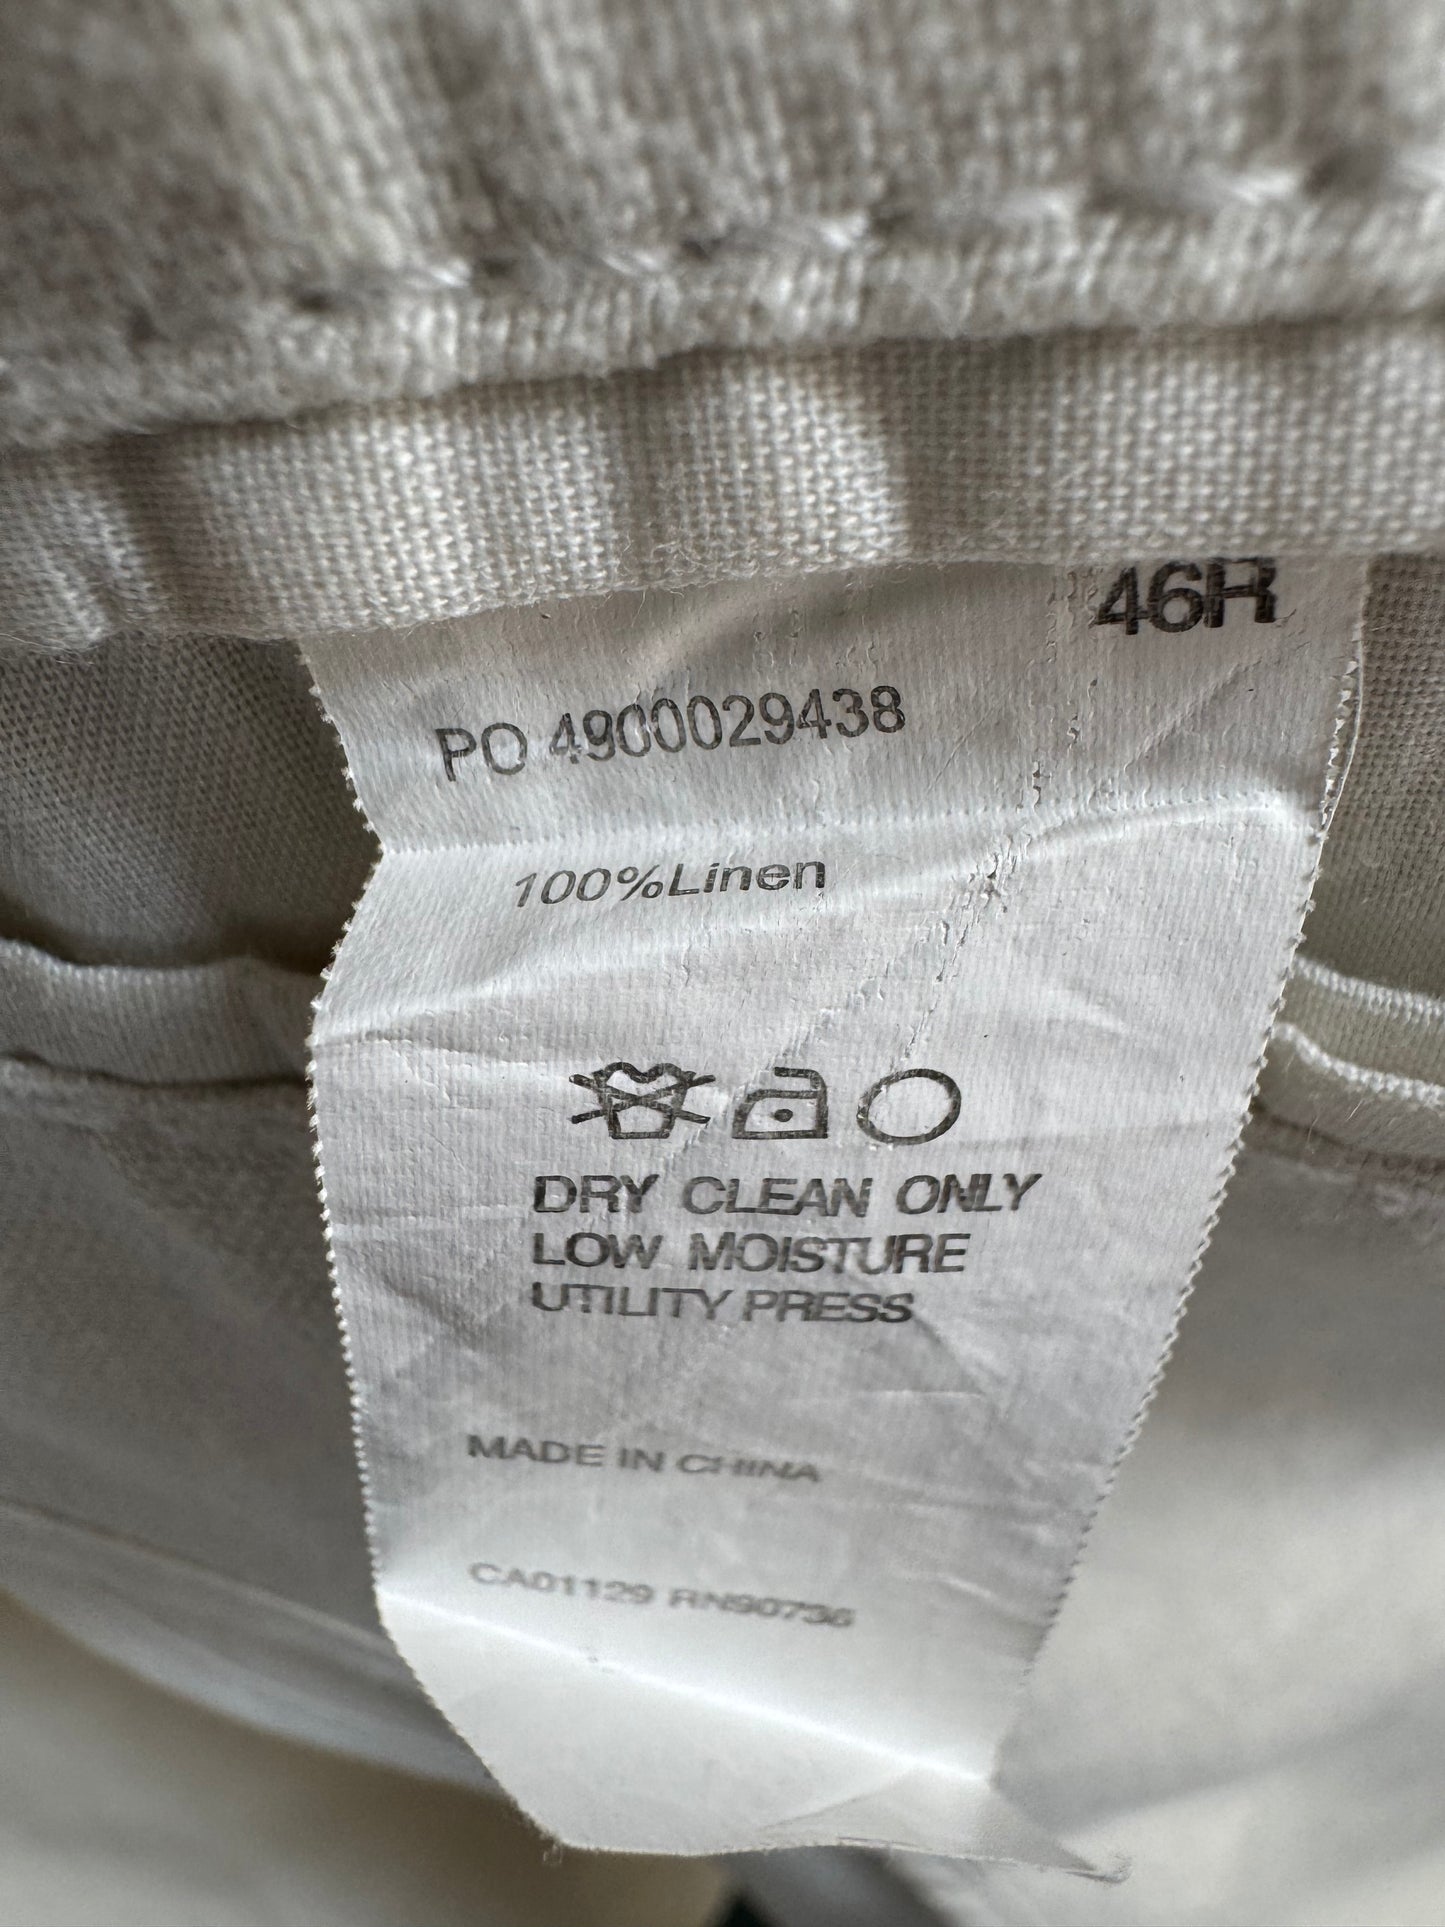 46R
PO 4900029438
100%Linen
DRY CLEAN ONLY
LOW MOISTURE
UTILITY PRESS
MADE IN CHINA
CA01129 RN90736